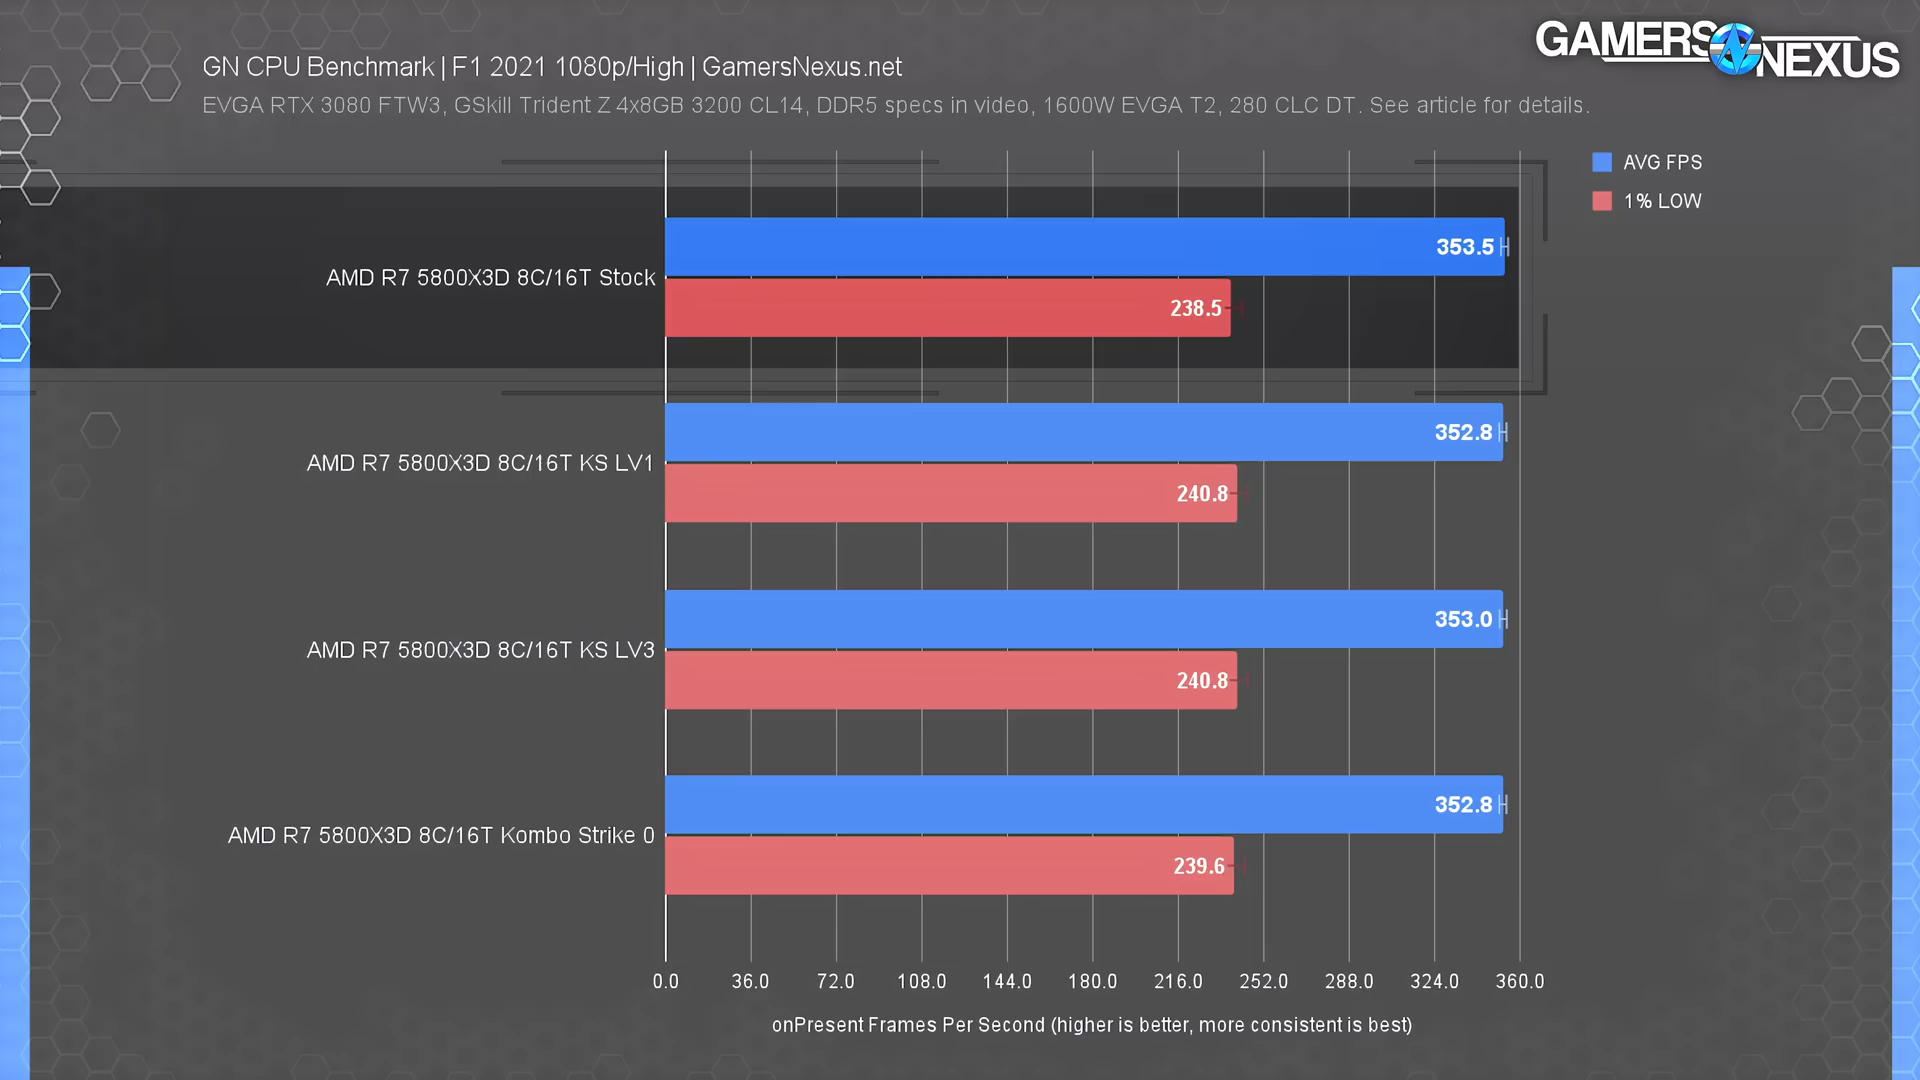 GAMERS NEXUS
GN CPU Benchmark | F1 2021 1080p/High | GamersNexus.net
EVGA RTX 3080 FTW3, GSkill Trident Z 4x8GB 3200 CL14, DDR5 specs in video, 1600W EVGA T2, 280 CLC DT. See article for details.
AVG FPS
1% LOW
AMD R7 5800X3D 8C/16T Stock
353.5
238.5
AMD R7 5800X3D 8C/16T KS LV1
352.8
240.8
AMD R7 5800X3D 8C/16T KS LV3
353.0
240.8
AMD R7 5800X3D 8C/16T Kombo Strike 0
352.8
239.6
0.0 36.0 72.0 108.0 144.0 180.0 216.0 252.0 288.0 324.0 360.0
onPresent Frames Per Second (higher is better, more consistent is best)